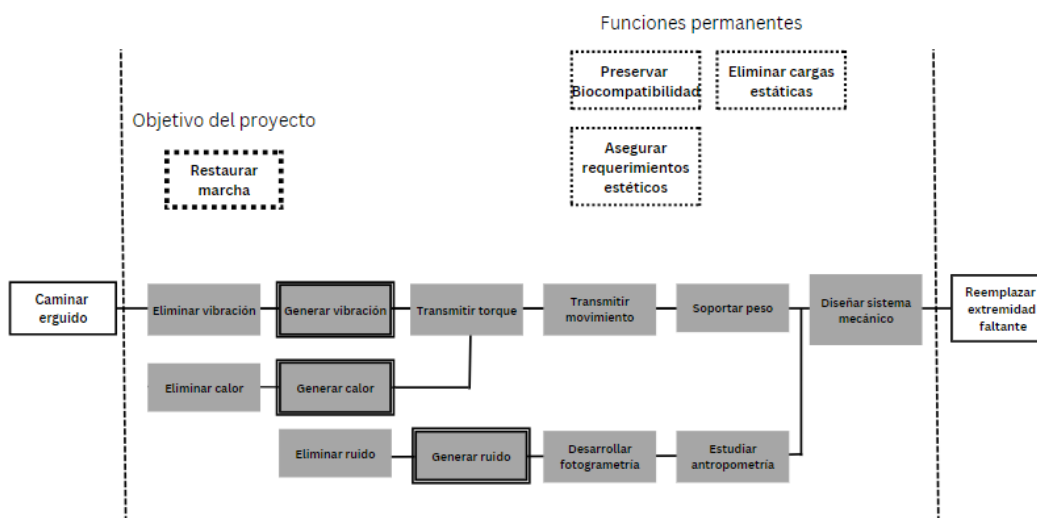 Funciones permanentes
Preservar
Biocompatibilidad
Eliminar cargas
estáticas
Objetivo del proyecto
Asegurar
requerimientos
estéticos
Restaurar
marcha
Caminar
erguido
Eliminar vibración
Generar vibración
Transmitir torque
Transmitir
movimiento
Soportar peso
Diseñar sistema
mecánico
Reemplazar
extremidad
faltante
Eliminar calor
Generar calor
Eliminar ruido
Generar ruido
Desarrollar
fotogrametría
Estudiar
antropometría